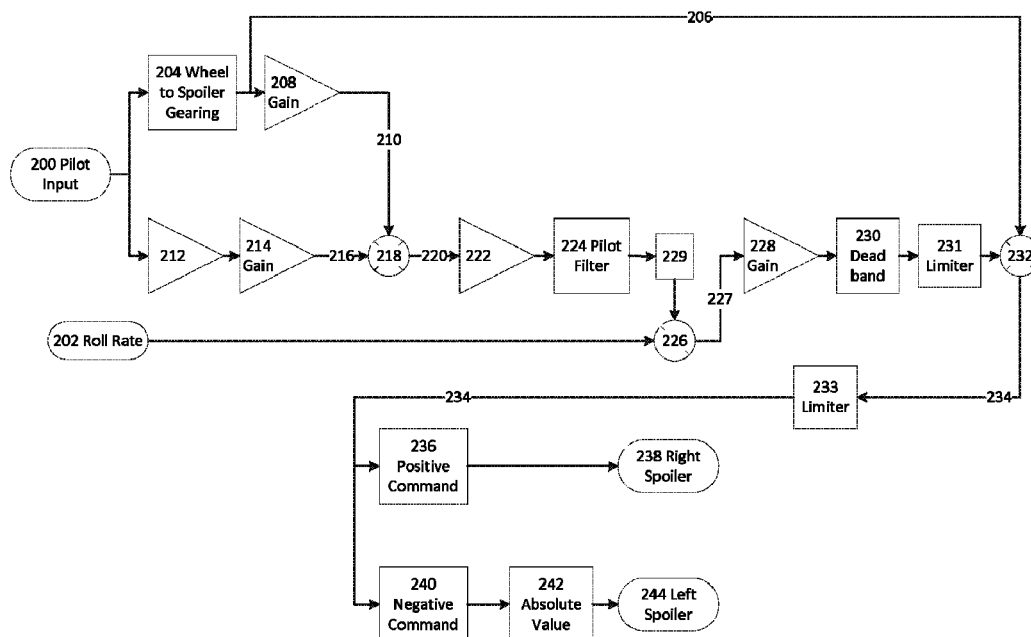 206
204 Wheel
to Spoiler
Gearing
208
Gain
210
200 Pilot
Input
212
214
Gain
216
218
220
222
224 Pilot
Filter
229
228
Gain
230
Dead
band
231
Limiter
232
227
202 Roll Rate
226
234
233
Limiter
234
236
Positive
Command
238 Right
Spoiler
240
Negative
Command
242
Absolute
Value
244 Left
Spoiler